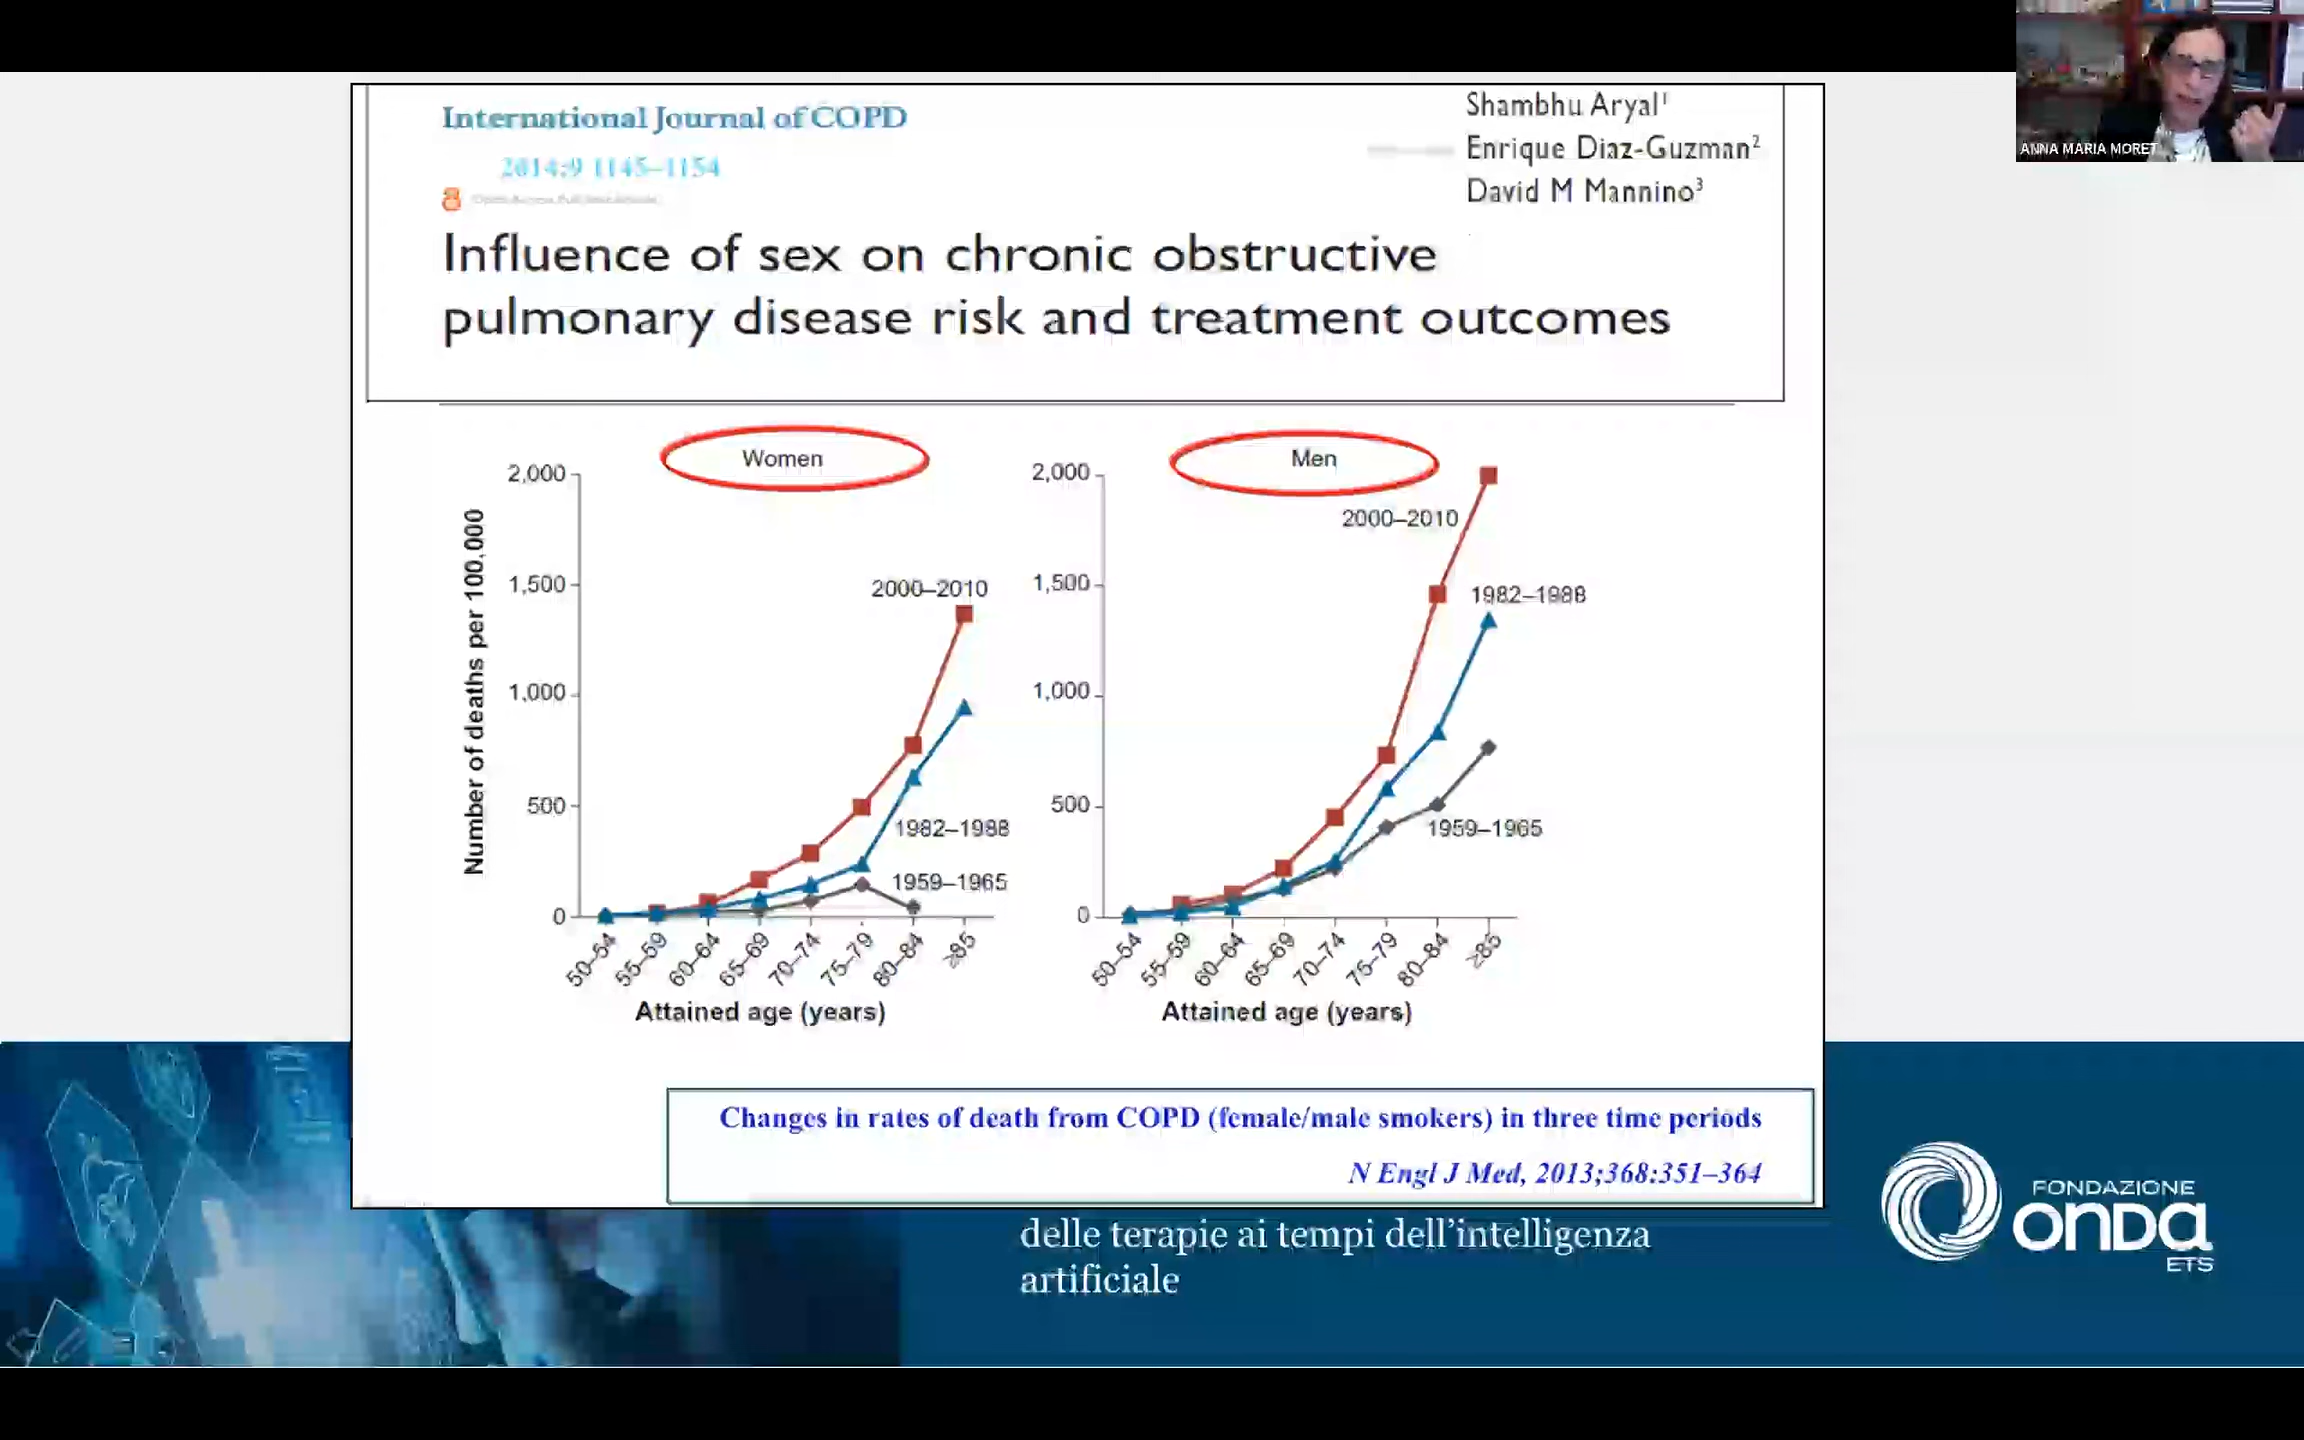 ANNA MARIA MORET
International Journal of COPD
2014:9 1145–1154
Shambhu Aryal1
Enrique Diaz-Guzman2
David M Mannino3
Influence of sex on chronic obstructive
pulmonary disease risk and treatment outcomes
Women
2,000
1,500
1,000
500
0
Number of deaths per 100,000
2000–2010
1982–1988
1959–1965
50–54
55–59
60–64
65–69
70–74
75–79
80–84
≥85
Attained age (years)
Men
2,000
1,500
1,000
500
0
2000–2010
1982–1988
1959–1965
50–54
55–59
60–64
65–69
70–74
75–79
80–84
≥85
Attained age (years)
Changes in rates of death from COPD (female/male smokers) in three time periods
N Engl J Med, 2013;368:351–364
delle terapie ai tempi dell'intelligenza
artificiale
FONDAZIONE
ONDA
ETS